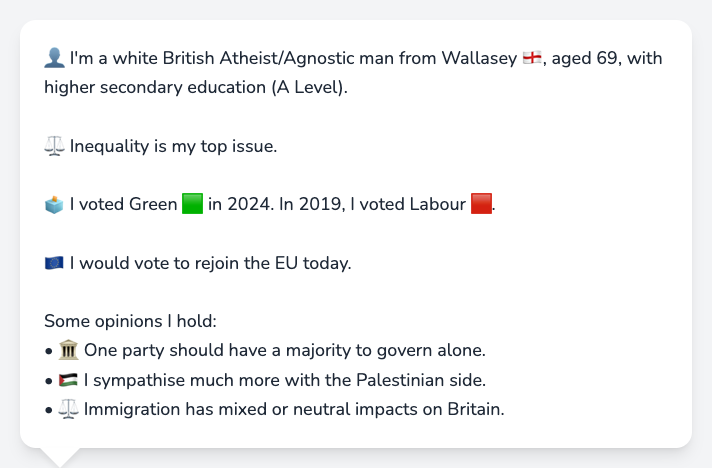 👤 I'm a white British Atheist/Agnostic man from Wallasey 🏴󠁧󠁢󠁥󠁮󠁧󠁿, aged 69, with
higher secondary education (A Level).
⚖️ Inequality is my top issue.
🗳️ I voted Green 🟩 in 2024. In 2019, I voted Labour 🟥.
🇪🇺 I would vote to rejoin the EU today.
Some opinions I hold:
• 🏛️ One party should have a majority to govern alone.
• 🇵🇸 I sympathise much more with the Palestinian side.
• ⚖️ Immigration has mixed or neutral impacts on Britain.